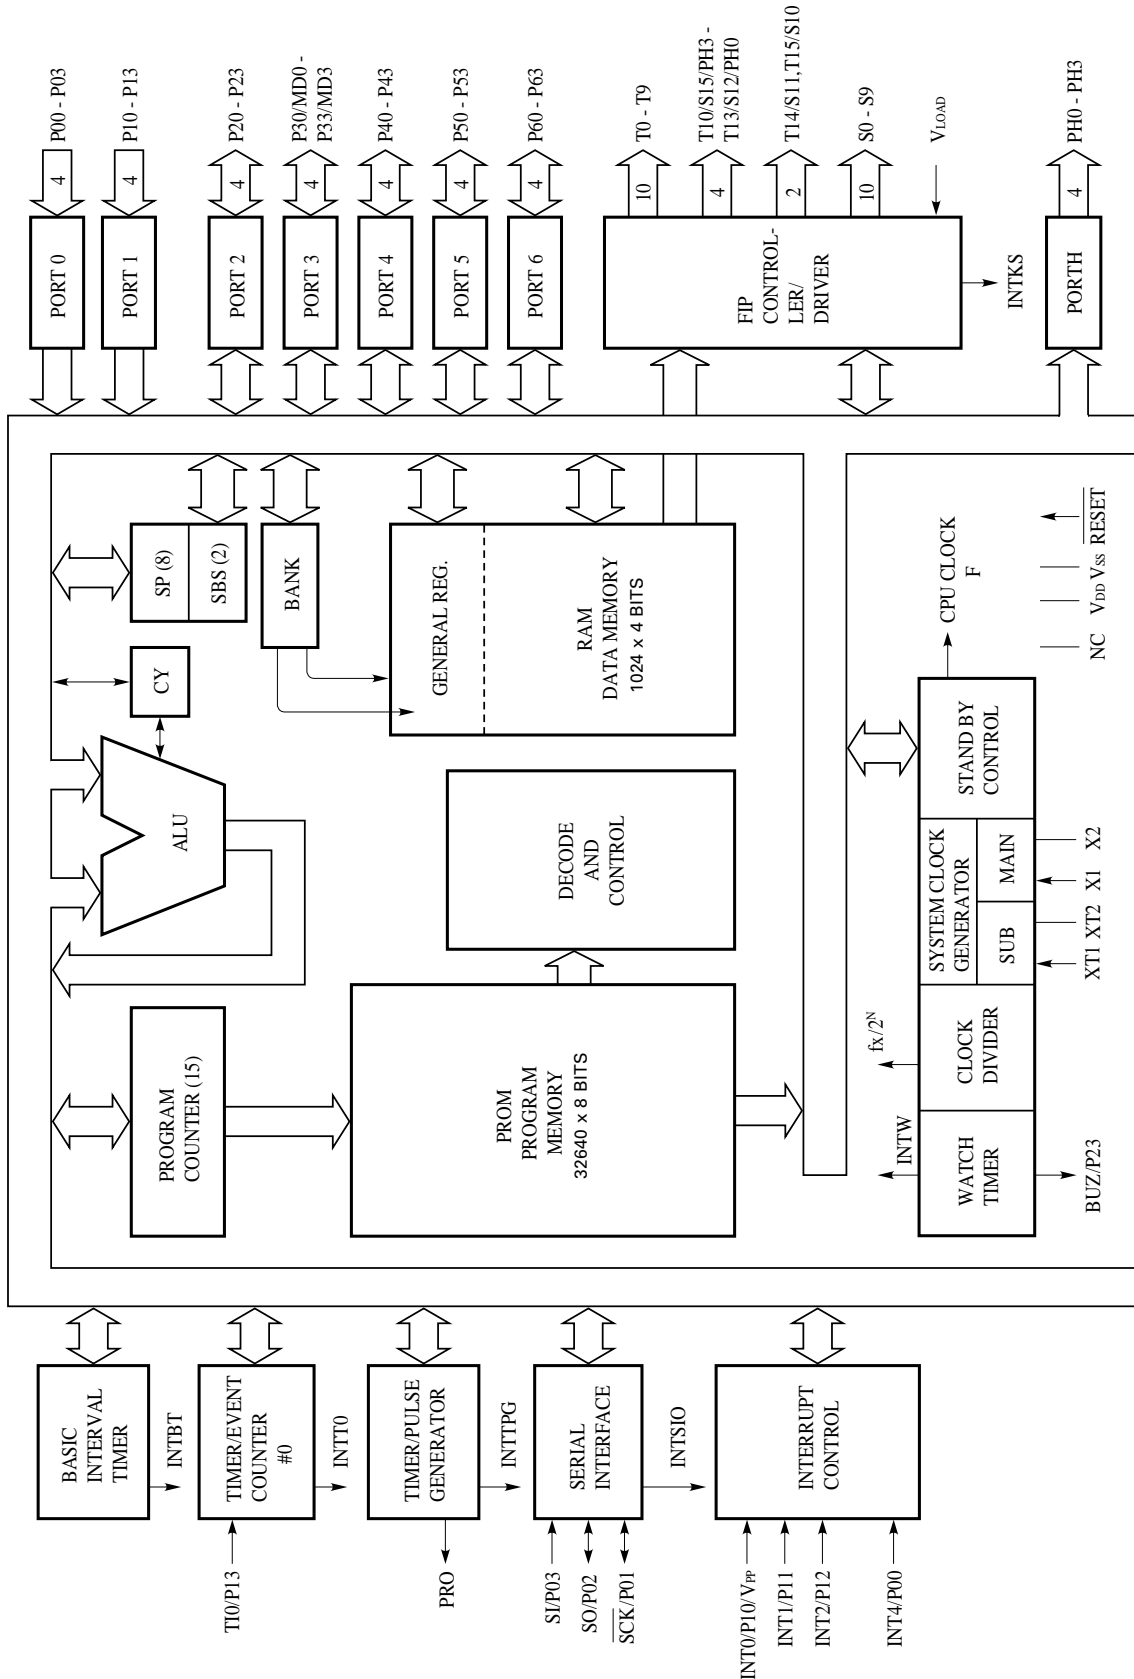 BASIC
INTERVAL
TIMER
INTBT
TI0/P13
TIMER/EVENT
COUNTER
#0
INTT0
PRO
TIMER/PULSE
GENERATOR
INTTPG
SI/P03
SO/P02
SCK/P01
SERIAL
INTERFACE
INTSIO
INT0/P10/VPP
INT1/P11
INT2/P12
INT4/P00
INTERRUPT
CONTROL
PROGRAM
COUNTER (15)
ALU
CY
SP (8)
SBS (2)
BANK
PROM
PROGRAM
MEMORY
32640 x 8 BITS
DECODE
AND
CONTROL
GENERAL REG.
RAM
DATA MEMORY
1024 x 4 BITS
INTW
fx/2N
WATCH
TIMER
CLOCK
DIVIDER
SYSTEM CLOCK
GENERATOR
SUB
MAIN
STAND BY
CONTROL
BUZ/P23
XT1 XT2
X1
X2
CPU CLOCK
F
NC
VDD
VSS
RESET
PORT 0
4
P00 - P03
PORT 1
4
P10 - P13
PORT 2
4
P20 - P23
PORT 3
4
P30/MD0 -
P33/MD3
PORT 4
4
P40 - P43
PORT 5
4
P50 - P53
PORT 6
4
P60 - P63
FIP
CONTROL-
LER/
DRIVER
10
T0 - T9
4
T10/S15/PH3 -
T13/S12/PH0
2
T14/S11,T15/S10
10
S0 - S9
VLOAD
INTKS
PORTH
4
PH0 - PH3